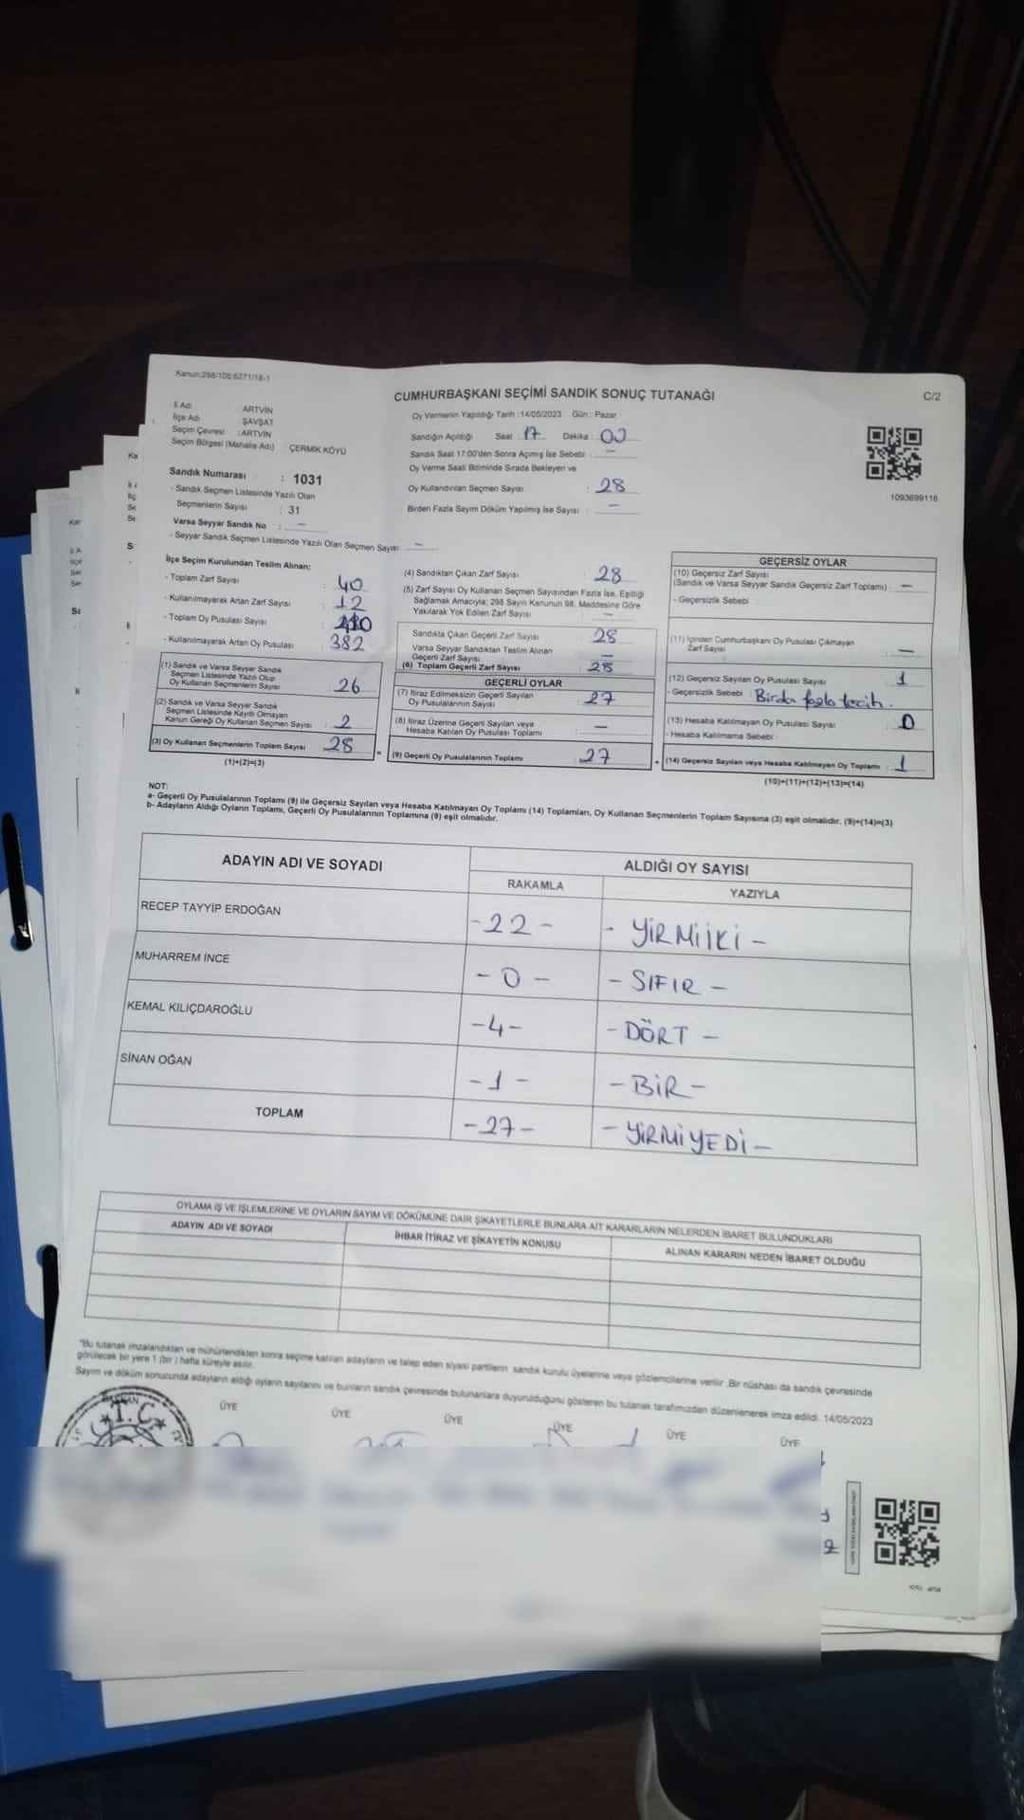 Kanun:298/105 6271/18-1
CUMHURBAŞKANI SEÇİMİ SANDIK SONUÇ TUTANAĞI
C/2
İl Adı ARTVİN
İlçe Adı ŞAVŞAT
Seçim Çevresi : ARTVİN
Seçim Bölgesi (Mahalle Adı) ÇERMİK KÖYÜ
Sandık Numarası : 1031
- Sandık Seçmen Listesinde Yazılı Olan
Seçmenlerin Sayısı : 31
Varsa Seyyar Sandık No : -
- Seyyar Sandık Seçmen Listesinde Yazılı Olan Seçmen Sayısı -
Oy Vermenin Yapıldığı Tarih :14/05/2023 Gün : Pazar
Sandığın Açıldığı Saat 17 Dakika 00
Sandık Saat 17:00'den Sonra Açılmış İse Sebebi : -
Oy Verme Saati Bitiminde Sırada Bekleyen ve
Oy Kullandırılan Seçmen Sayısı : 28
Birden Fazla Sayım Döküm Yapılmış İse Sayısı : -
1093699116
İlçe Seçim Kurulundan Teslim Alınan:
- Toplam Zarf Sayısı : 40
- Kullanılmayarak Artan Zarf Sayısı : 12
- Toplam Oy Pusulası Sayısı :
- Kullanılmayarak Artan Oy Pusulası : 382
(1) Sandık ve Varsa Seyyar Sandık
Seçmen Listesinde Yazılı Olup
Oy Kullanan Seçmenlerin Sayısı : 26
(2) Sandık ve Varsa Seyyar Sandık
Seçmen Listesinde Kayıtlı Olmayan
Kanun Gereği Oy Kullanan Seçmen Sayısı : 2
(3) Oy Kullanan Seçmenlerin Toplam Sayısı : 28
(1)+(2)=(3)
(4) Sandıktan Çıkan Zarf Sayısı : 28
(5) Zarf Sayısı Oy Kullanan Seçmen Sayısından Fazla İse, Eşitliği
Sağlamak Amacıyla; 298 Sayılı Kanunun 98. Maddesine Göre
Yakılarak Yok Edilen Zarf Sayısı : -
Sandıkta Çıkan Geçerli Zarf Sayısı : 28
Varsa Seyyar Sandıktan Teslim Alınan
Geçerli Zarf Sayısı : -
(6) Toplam Geçerli Zarf Sayısı : 28
GEÇERLİ OYLAR
(7) İtiraz Edilmeksizin Geçerli Sayılan
Oy Pusulasının Sayısı : 27
(8) İtiraz Üzerine Geçerli Sayılan veya
Hesaba Katılan Oy Pusulası Toplamı : -
(9) Geçerli Oy Pusulalarının Toplamı : 27
GEÇERSİZ OYLAR
(10) Geçersiz Zarf Sayısı
(Sandık ve Varsa Seyyar Sandık Geçersiz Zarf Toplamı) : -
- Geçersizlik Sebebi :
(11) İçinden Cumhurbaşkanı Oy Pusulası Çıkmayan
Zarf Sayısı : -
(12) Geçersiz Sayılan Oy Pusulası Sayısı : 1
- Geçersizlik Sebebi : Birden fazla tercih.
(13) Hesaba Katılmayan Oy Pusulası Sayısı : 0
- Hesaba Katılmama Sebebi :
(14) Geçersiz Sayılan veya Hesaba Katılmayan Oy Toplamı : 1
(10)+(11)+(12)+(13)=(14)
NOT:
a- Geçerli Oy Pusulalarının Toplamı (9) ile Geçersiz Sayılan veya Hesaba Katılmayan Oy Toplamı (14) Toplamları, Oy Kullanan Seçmenlerin Toplam Sayısına (3) eşit olmalıdır. (9)+(14)=(3)
b- Adayların Aldığı Oyların Toplamı, Geçerli Oy Pusulalarının Toplamına (9) eşit olmalıdır.
ADAYIN ADI VE SOYADI
ALDIĞI OY SAYISI
RAKAMLA YAZIYLA
RECEP TAYYİP ERDOĞAN -22- - YİRMİİKİ -
MUHARREM İNCE -0- - SIFIR -
KEMAL KILIÇDAROĞLU -4- - DÖRT -
SİNAN OĞAN -1- - BİR -
TOPLAM -27- - YİRMİYEDİ -
OYLAMA İŞ VE İŞLEMLERİNE VE OYLARIN SAYIM VE DÖKÜMÜNE DAİR ŞİKAYETLERLE BUNLARA AİT KARARLARIN NELERDEN İBARET BULUNDUKLARI
ADAYIN ADI VE SOYADI İHBAR İTİRAZ VE ŞİKAYETİN KONUSU ALINAN KARARIN NEDEN İBARET OLDUĞU
*Bu tutanak imzalandıktan ve mühürlendikten sonra seçime katılan adayların ve talep eden siyasi partilerin sandık kurulu üyelerine veya gözlemcilerine verilir. Bir nüshası da sandık çevresinde
görülecek bir yere 1 (bir) hafta süreyle asılır.
Sayım ve döküm sonucunda adayların aldığı oyların sayılarını ve bunların sandık çevresinde bulunanlara duyurulduğunu gösteren bu tutanak tarafımızdan düzenlenerek imza edildi. 14/05/2023
T.C.
ÜYE ÜYE ÜYE ÜYE ÜYE ÜYE